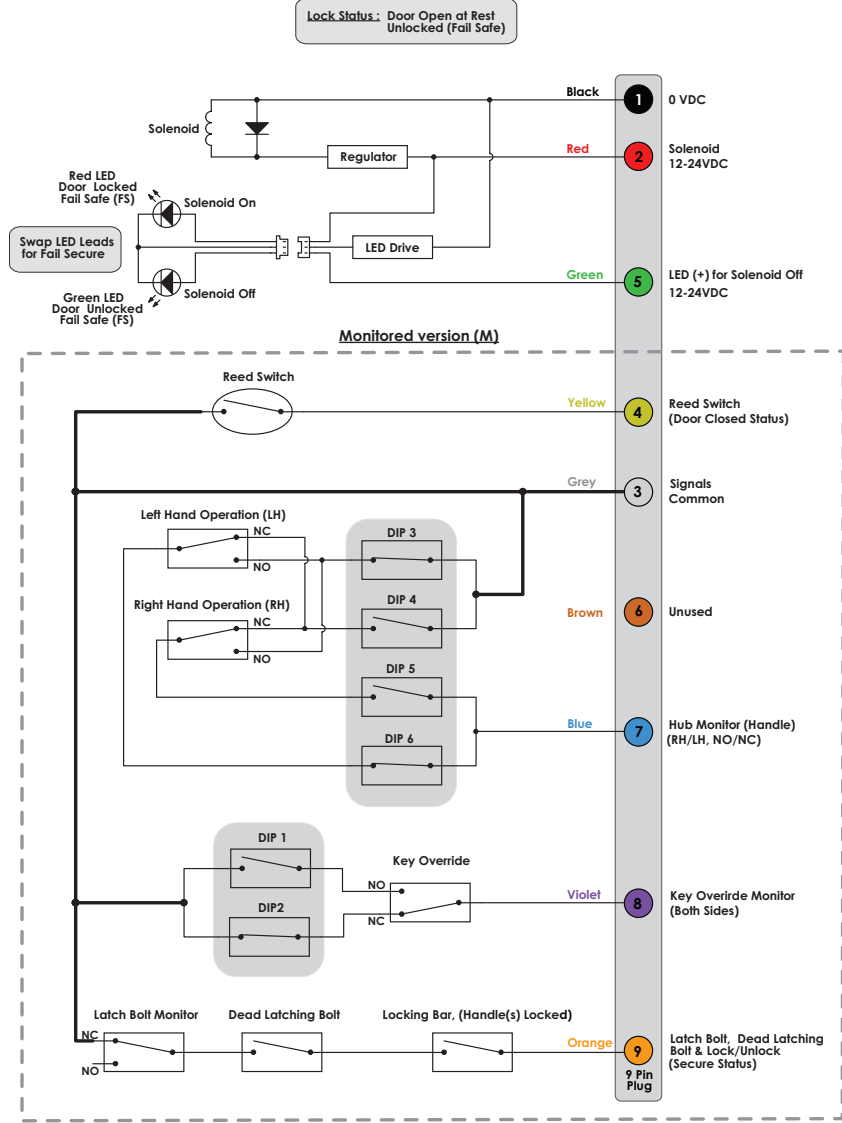 Lock Status : Door Open at Rest
Unlocked (Fail Safe)
Black
1
0 VDC
Solenoid
Regulator
Red
2
Solenoid
12-24VDC
Red LED
Door Locked
Fail Safe (FS)
Solenoid On
Swap LED Leads
for Fail Secure
LED Drive
Green
5
LED (+) for Solenoid Off
12-24VDC
Solenoid Off
Green LED
Door Unlocked
Fail Safe (FS)
Monitored version (M)
Reed Switch
Yellow
4
Reed Switch
(Door Closed Status)
Grey
3
Signals
Common
Left Hand Operation (LH)
NC
NO
DIP 3
Right Hand Operation (RH)
NC
NO
DIP 4
Brown
6
Unused
DIP 5
Blue
7
Hub Monitor (Handle)
(RH/LH, NO/NC)
DIP 6
DIP 1
Key Override
NO
DIP2
NC
Violet
8
Key Overirde Monitor
(Both Sides)
Latch Bolt Monitor
Dead Latching Bolt
Locking Bar, (Handle(s) Locked)
NC
NO
Orange
9
Latch Bolt, Dead Latching
Bolt & Lock/Unlock
(Secure Status)
9 Pin
Plug